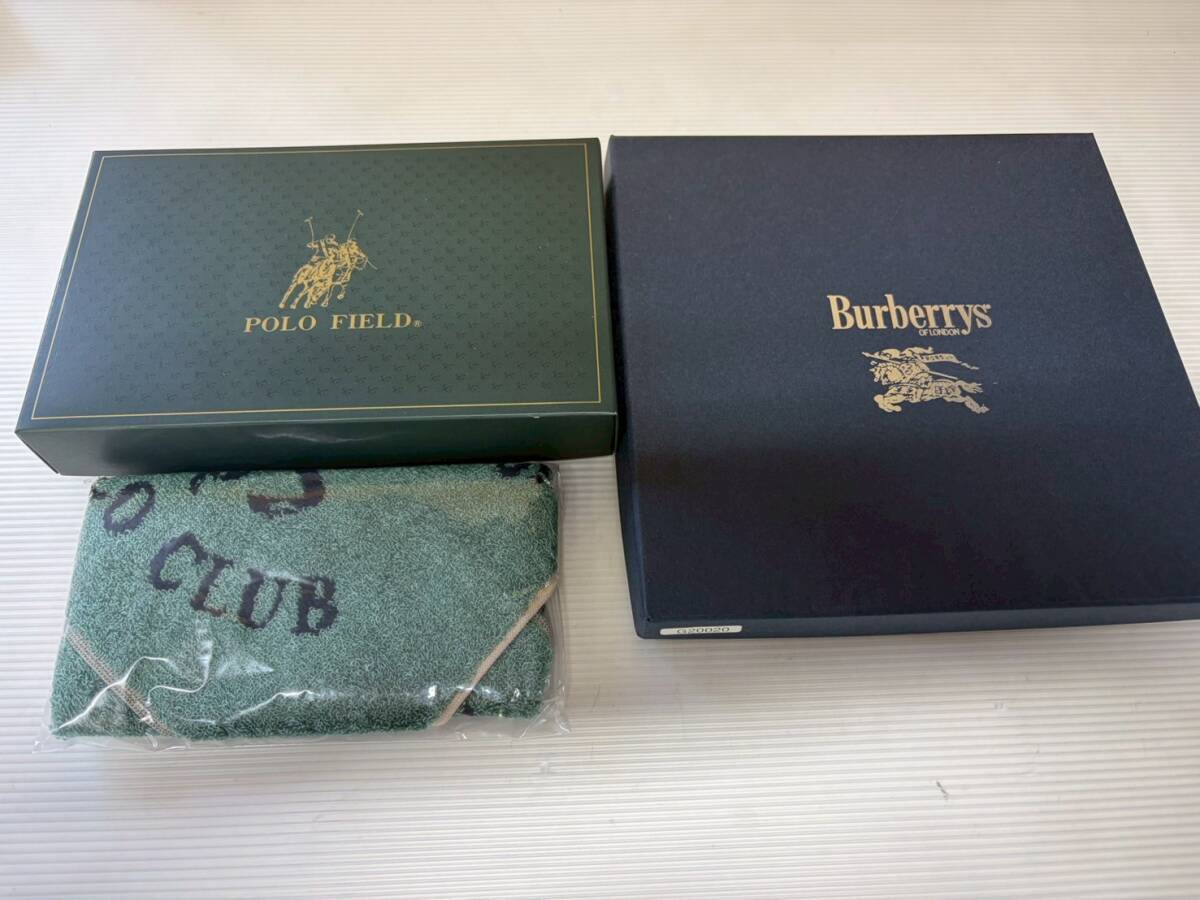 POLO FIELD®
Burberrys®
OF LONDON
G20020
O CLUB